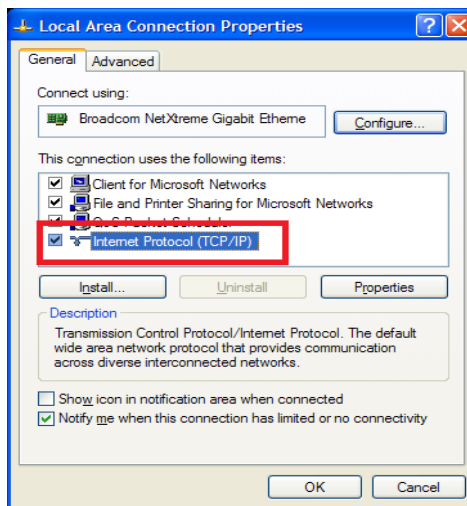 Local Area Connection Properties
General
Advanced
Connect using:
Broadcom NetXtreme Gigabit Etherne
Configure...
This connection uses the following items:
Client for Microsoft Networks
File and Printer Sharing for Microsoft Networks
QoS Packet Scheduler
Internet Protocol (TCP/IP)
Install...
Uninstall
Properties
Description
Transmission Control Protocol/Internet Protocol. The default
wide area network protocol that provides communication
across diverse interconnected networks.
Show icon in notification area when connected
Notify me when this connection has limited or no connectivity
OK
Cancel